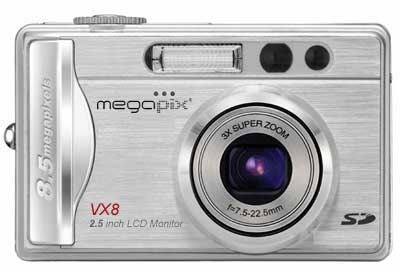 megapix
3X SUPER ZOOM
8.5 megapixels
f=7.5-22.5mm
VX8
2.5 inch LCD Monitor
SD